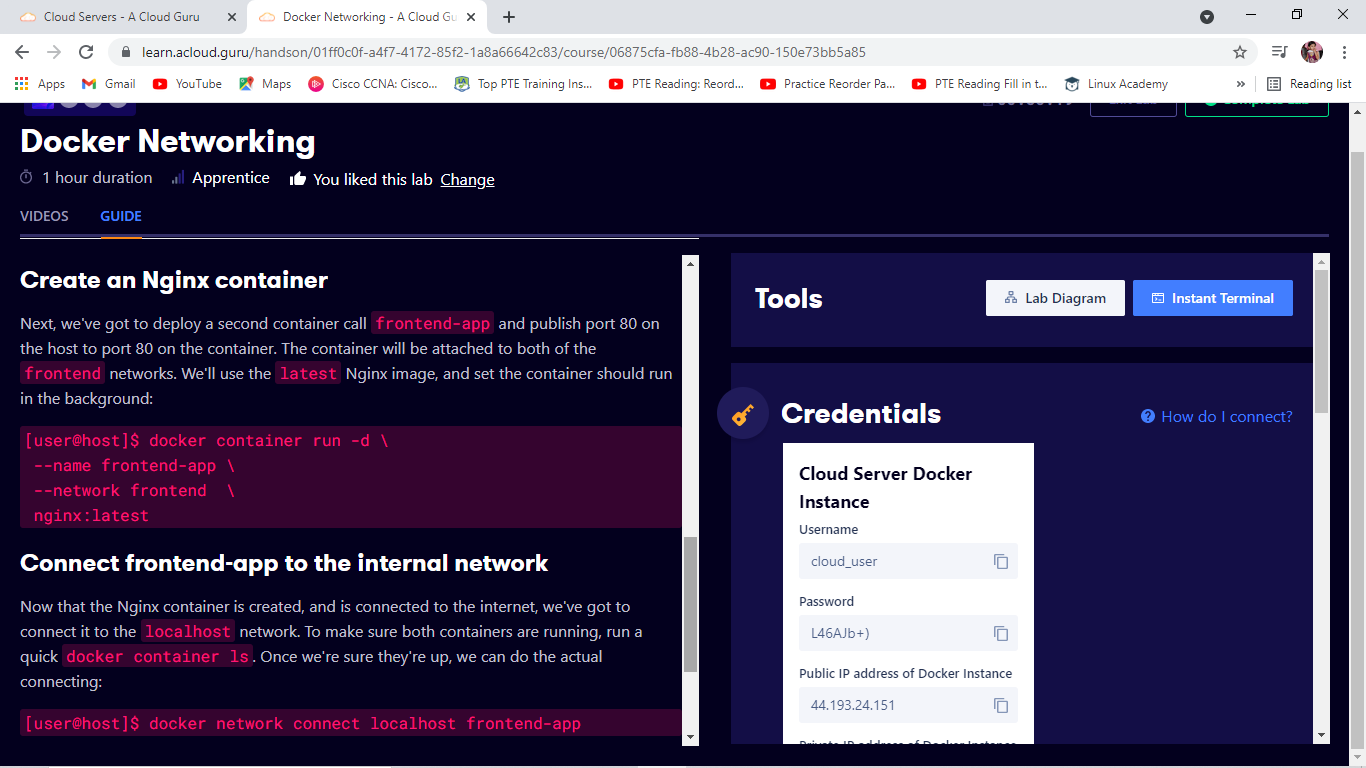 Cloud Servers - A Cloud Guru
Docker Networking - A Cloud Gu
learn.acloud.guru/handson/01ff0c0f-a4f7-4172-85f2-1a8a66642c83/course/06875cfa-fb88-4b28-ac90-150e73bb5a85
Apps Gmail YouTube Maps Cisco CCNA: Cisco... Top PTE Training Ins... PTE Reading: Reord... Practice Reorder Pa... PTE Reading Fill in t... Linux Academy » Reading list
Docker Networking
1 hour duration Apprentice You liked this lab Change
VIDEOS GUIDE
Create an Nginx container
Next, we've got to deploy a second container call frontend-app and publish port 80 on
the host to port 80 on the container. The container will be attached to both of the
frontend networks. We'll use the latest Nginx image, and set the container should run
in the background:
[user@host]$ docker container run -d \
--name frontend-app \
--network frontend \
nginx:latest
Connect frontend-app to the internal network
Now that the Nginx container is created, and is connected to the internet, we've got to
connect it to the localhost network. To make sure both containers are running, run a
quick docker container ls. Once we're sure they're up, we can do the actual
connecting:
[user@host]$ docker network connect localhost frontend-app
Tools
Lab Diagram
Instant Terminal
Credentials
How do I connect?
Cloud Server Docker
Instance
Username
cloud_user
Password
L46AJb+)
Public IP address of Docker Instance
44.193.24.151
Private IP address of Docker Instance